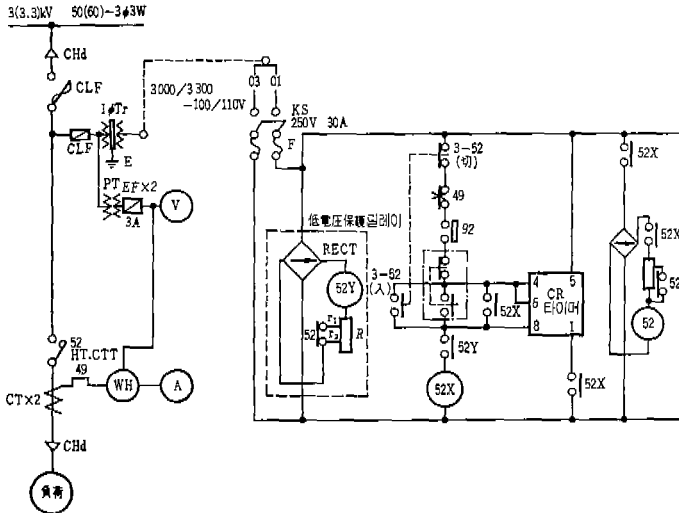 3(3.3)kV 50(60)~3φ3W
CHd
CLF
1φTr
CLF
E
3000/3300
-100/110V
03 01
KS
250V 30A
F
PT EF×2
3A
V
52
HT.CTT
49
CT×2
WH
A
CHd
負荷
低電圧保護릴레이
RECT
52Y
52
r₁
r₂
R
3-52
(切)
49
92
3-52
(入)
52X
52Y
52X
4
5
6
CR
타이머
8
1
52X
52X
52X
52
52